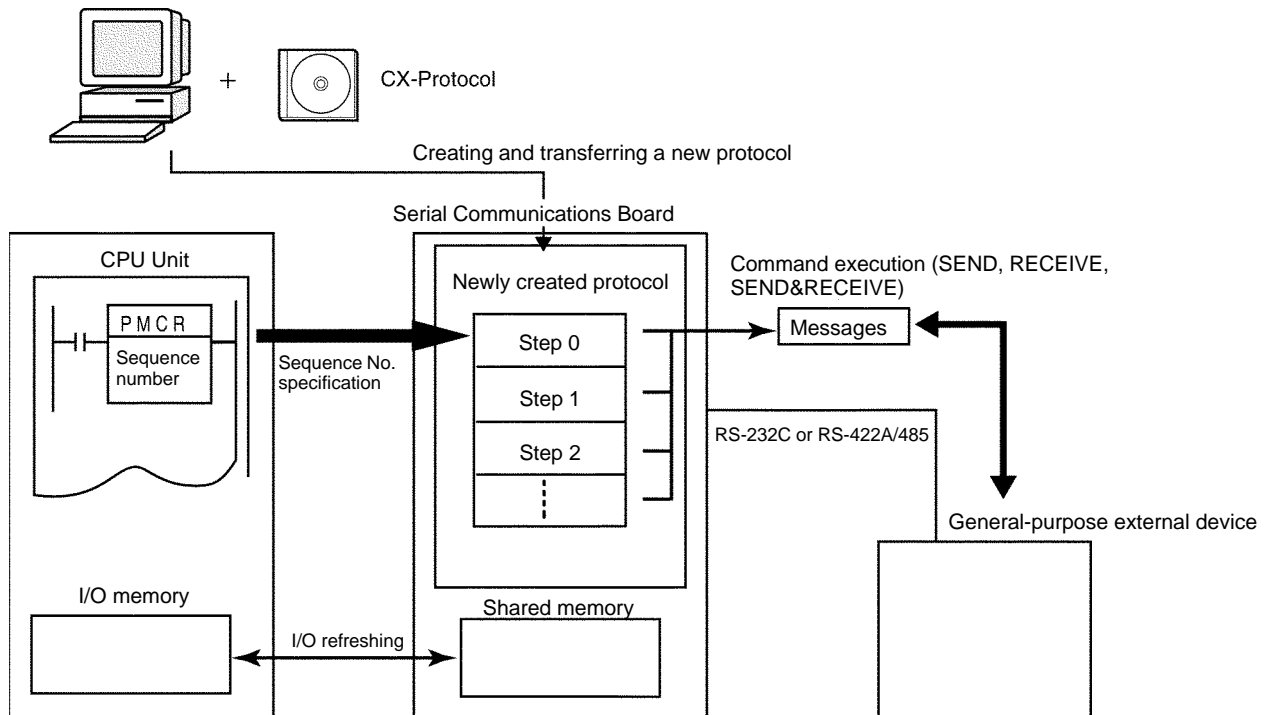 +
CX-Protocol
Creating and transferring a new protocol
Serial Communications Board
CPU Unit
PMCR
Sequence
number
Sequence No.
specification
Newly created protocol
Step 0
Step 1
Step 2
Command execution (SEND, RECEIVE,
SEND&RECEIVE)
Messages
RS-232C or RS-422A/485
General-purpose external device
I/O memory
I/O refreshing
Shared memory